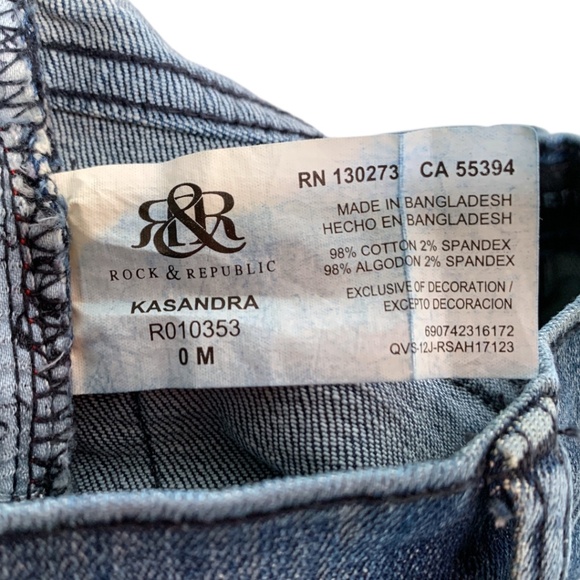 R&R
ROCK & REPUBLIC
KASANDRA
R010353
0 M
RN 130273 CA 55394
MADE IN BANGLADESH
HECHO EN BANGLADESH
98% COTTON 2% SPANDEX
98% ALGODON 2% SPANDEX
EXCLUSIVE OF DECORATION /
EXCEPTO DECORACION
690742316172
QVS-12J-RSAH17123